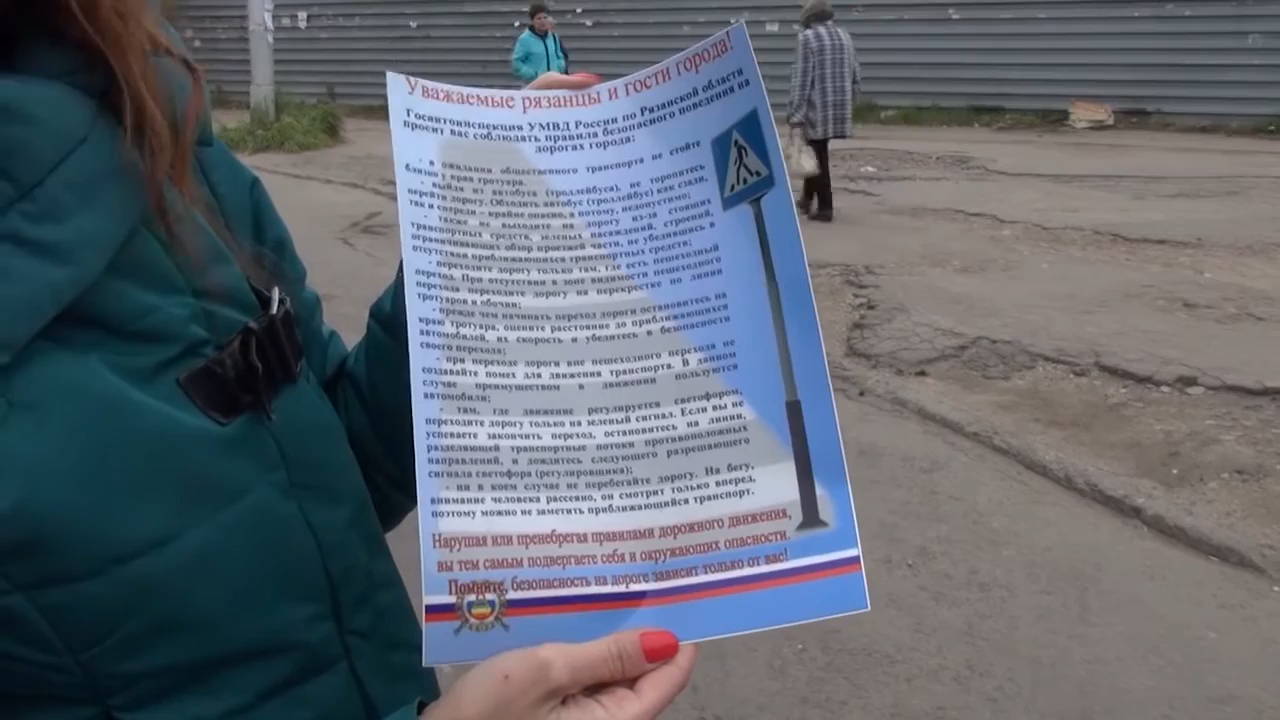 Уважаемые рязанцы и гости города!
Госавтоинспекция УМВД России по Рязанской области
просит вас соблюдать правила безопасного поведения на
дорогах города:
- в ожидании общественного транспорта не стойте
близко у края тротуара.
- выйдя из автобуса (троллейбуса), не торопитесь
перейти дорогу. Обходить автобус (троллейбус) как сзади,
так и спереди – крайне опасно, а потому, недопустимо;
- также не выходите на дорогу из-за стоящих
транспортных средств, зеленых насаждений, строений,
ограничивающих обзор проезжей части, не убедившись в
отсутствии приближающихся транспортных средств;
- переходите дорогу только там, где есть пешеходный
переход. При отсутствии в зоне видимости пешеходного
перехода переходите дорогу на перекрестке по линии
тротуаров и обочин;
- прежде чем начинать переход дороги остановитесь на
краю тротуара, оцените расстояние до приближающихся
автомобилей, их скорость и убедитесь в безопасности
своего перехода;
- при переходе дороги вне пешеходного перехода не
создавайте помех для движения транспорта. В данном
случае преимуществом в движении пользуются
автомобили;
- там, где движение регулируется светофором,
переходите дорогу только на зеленый сигнал. Если вы не
успеваете закончить переход, остановитесь на линии,
разделяющей транспортные потоки противоположных
направлений, и дождитесь следующего разрешающего
сигнала светофора (регулировщика);
- ни в коем случае не перебегайте дорогу. На бегу,
внимание человека рассеяно, он смотрит только вперед,
поэтому можно не заметить приближающийся транспорт.
Нарушая или пренебрегая правилами дорожного движения,
вы тем самым подвергаете себя и окружающих опасности.
Помните, безопасность на дороге зависит только от вас!